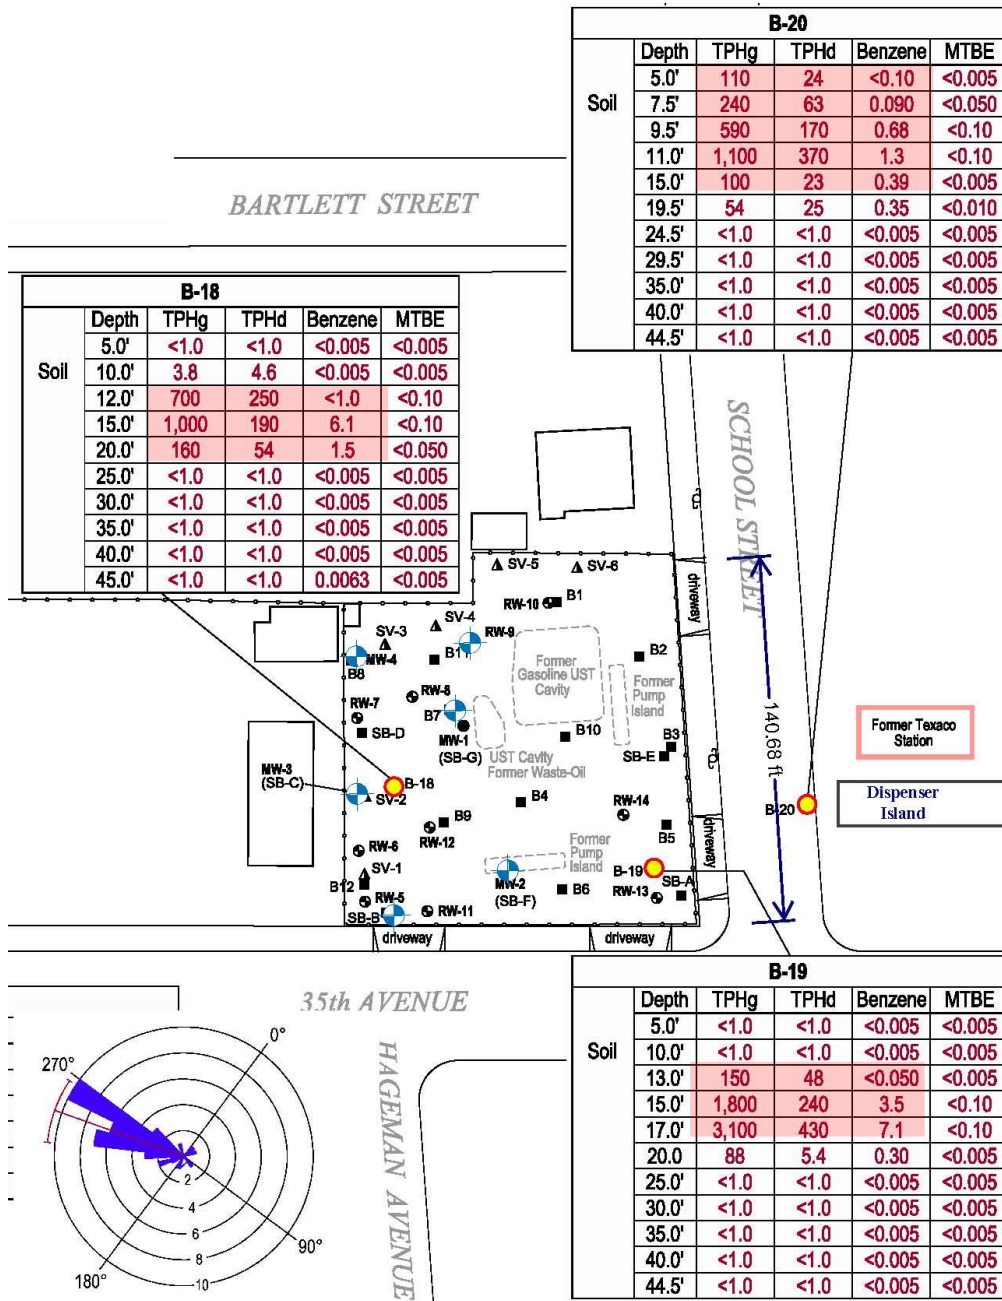 B-20
Depth TPHg TPHd Benzene MTBE
5.0' 110 24 <0.10 <0.005
Soil 7.5' 240 63 0.090 <0.050
9.5' 590 170 0.68 <0.10
11.0' 1,100 370 1.3 <0.10
15.0' 100 23 0.39 <0.005
19.5' 54 25 0.35 <0.010
24.5' <1.0 <1.0 <0.005 <0.005
29.5' <1.0 <1.0 <0.005 <0.005
35.0' <1.0 <1.0 <0.005 <0.005
40.0' <1.0 <1.0 <0.005 <0.005
44.5' <1.0 <1.0 <0.005 <0.005
BARTLETT STREET
B-18
Depth TPHg TPHd Benzene MTBE
5.0' <1.0 <1.0 <0.005 <0.005
Soil 10.0' 3.8 4.6 <0.005 <0.005
12.0' 700 250 <1.0 <0.10
15.0' 1,000 190 6.1 <0.10
20.0' 160 54 1.5 <0.050
25.0' <1.0 <1.0 <0.005 <0.005
30.0' <1.0 <1.0 <0.005 <0.005
35.0' <1.0 <1.0 <0.005 <0.005
40.0' <1.0 <1.0 <0.005 <0.005
45.0' <1.0 <1.0 0.0063 <0.005
SCHOOL STREET
SV-5
SV-6
driveway
RW-10
B1
SV-4
SV-3
RW-9
MW-4
B8
B11
B2
Former
Gasoline UST
Cavity
Former
Pump
Island
RW-8
RW-7
B7
SB-D
MW-1
(SB-G)
B10
B3
SB-E
UST Cavity
Former Waste-Oil
140.68 ft
Former Texaco
Station
MW-3
(SB-C)
SV-2
B-18
B4
B-20
Dispenser
Island
RW-14
B9
RW-12
B5
driveway
RW-6
Former
Pump
Island
SV-1
B12
B-19
MW-2
(SB-F)
B6
SB-A
RW-13
RW-5
SB-B
RW-11
driveway
driveway
35th AVENUE
HAGEMAN AVENUE
B-19
Depth TPHg TPHd Benzene MTBE
5.0' <1.0 <1.0 <0.005 <0.005
Soil 10.0' <1.0 <1.0 <0.005 <0.005
13.0' 150 48 <0.050 <0.005
15.0' 1,800 240 3.5 <0.10
17.0' 3,100 430 7.1 <0.10
20.0 88 5.4 0.30 <0.005
25.0' <1.0 <1.0 <0.005 <0.005
30.0' <1.0 <1.0 <0.005 <0.005
35.0' <1.0 <1.0 <0.005 <0.005
40.0' <1.0 <1.0 <0.005 <0.005
44.5' <1.0 <1.0 <0.005 <0.005
0°
270°
2
4
6
8
10
90°
180°